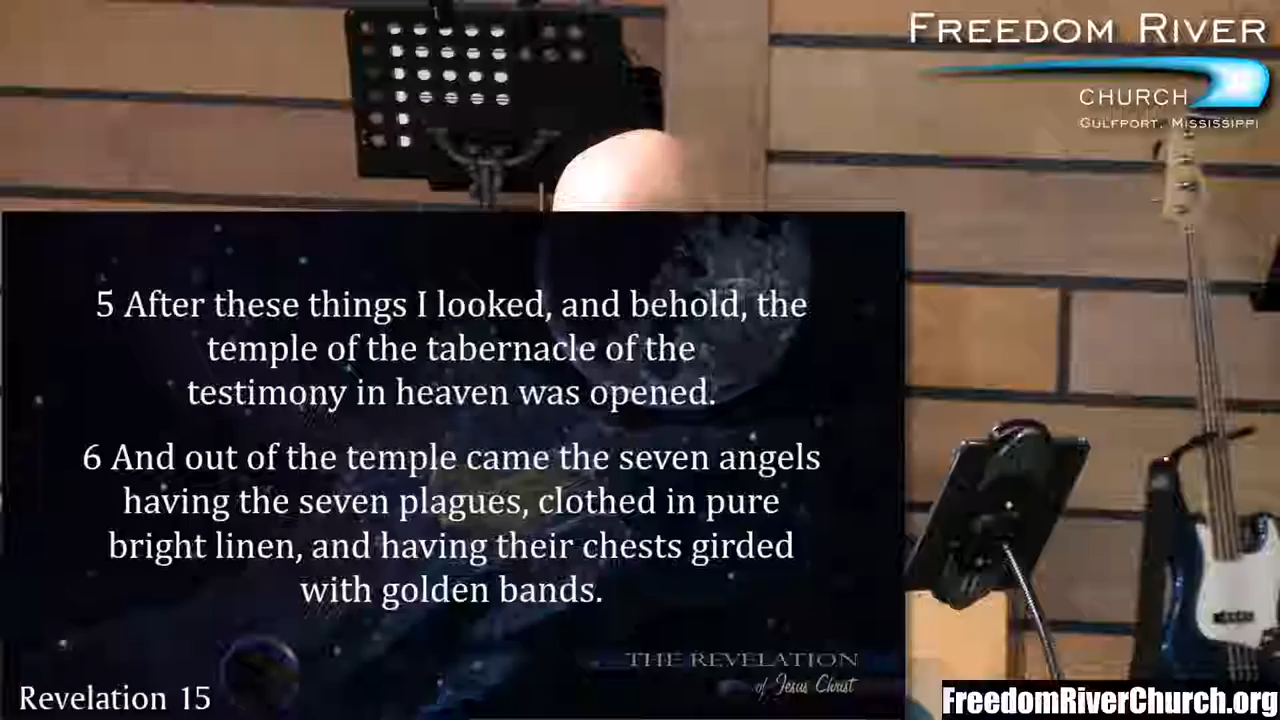 FREEDOM RIVER
CHURCH
GULFPORT, MISSISSIPPI
5 After these things I looked, and behold, the
temple of the tabernacle of the
testimony in heaven was opened.
6 And out of the temple came the seven angels
having the seven plagues, clothed in pure
bright linen, and having their chests girded
with golden bands.
THE REVELATION
of Jesus Christ
Revelation 15
FreedomRiverChurch.org